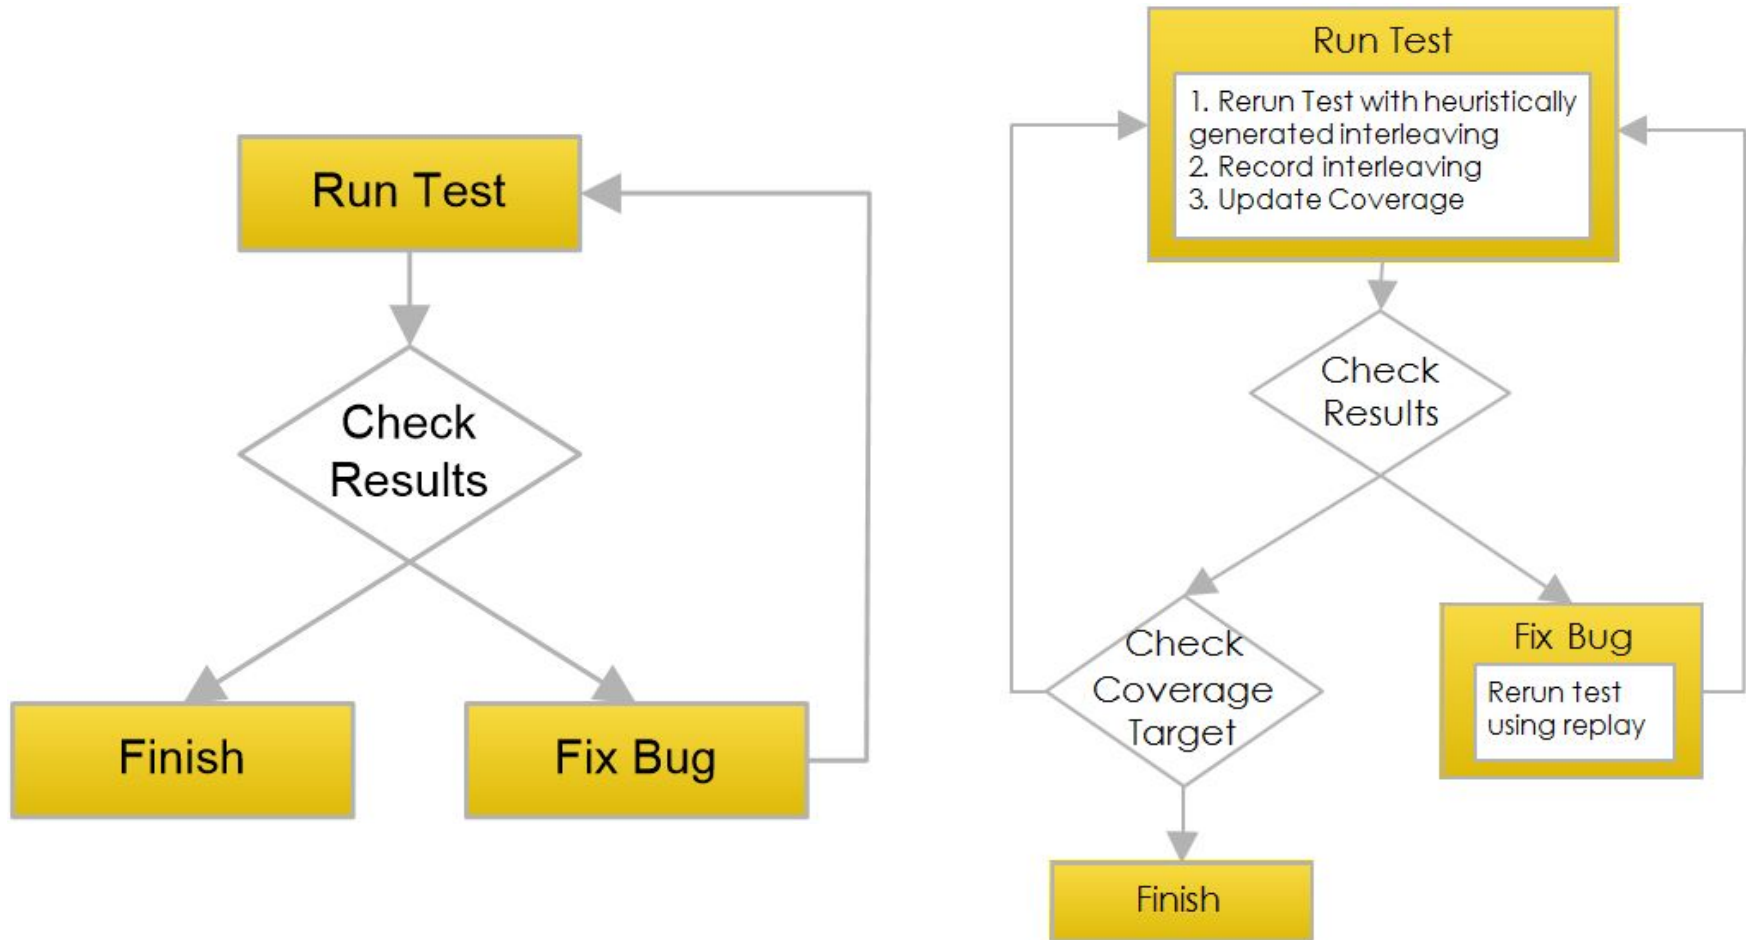 Run Test
Check
Results
Finish
Fix Bug
Run Test
1. Rerun Test with heuristically
generated interleaving
2. Record interleaving
3. Update Coverage
Check
Results
Check
Coverage
Target
Fix Bug
Rerun test
using replay
Finish